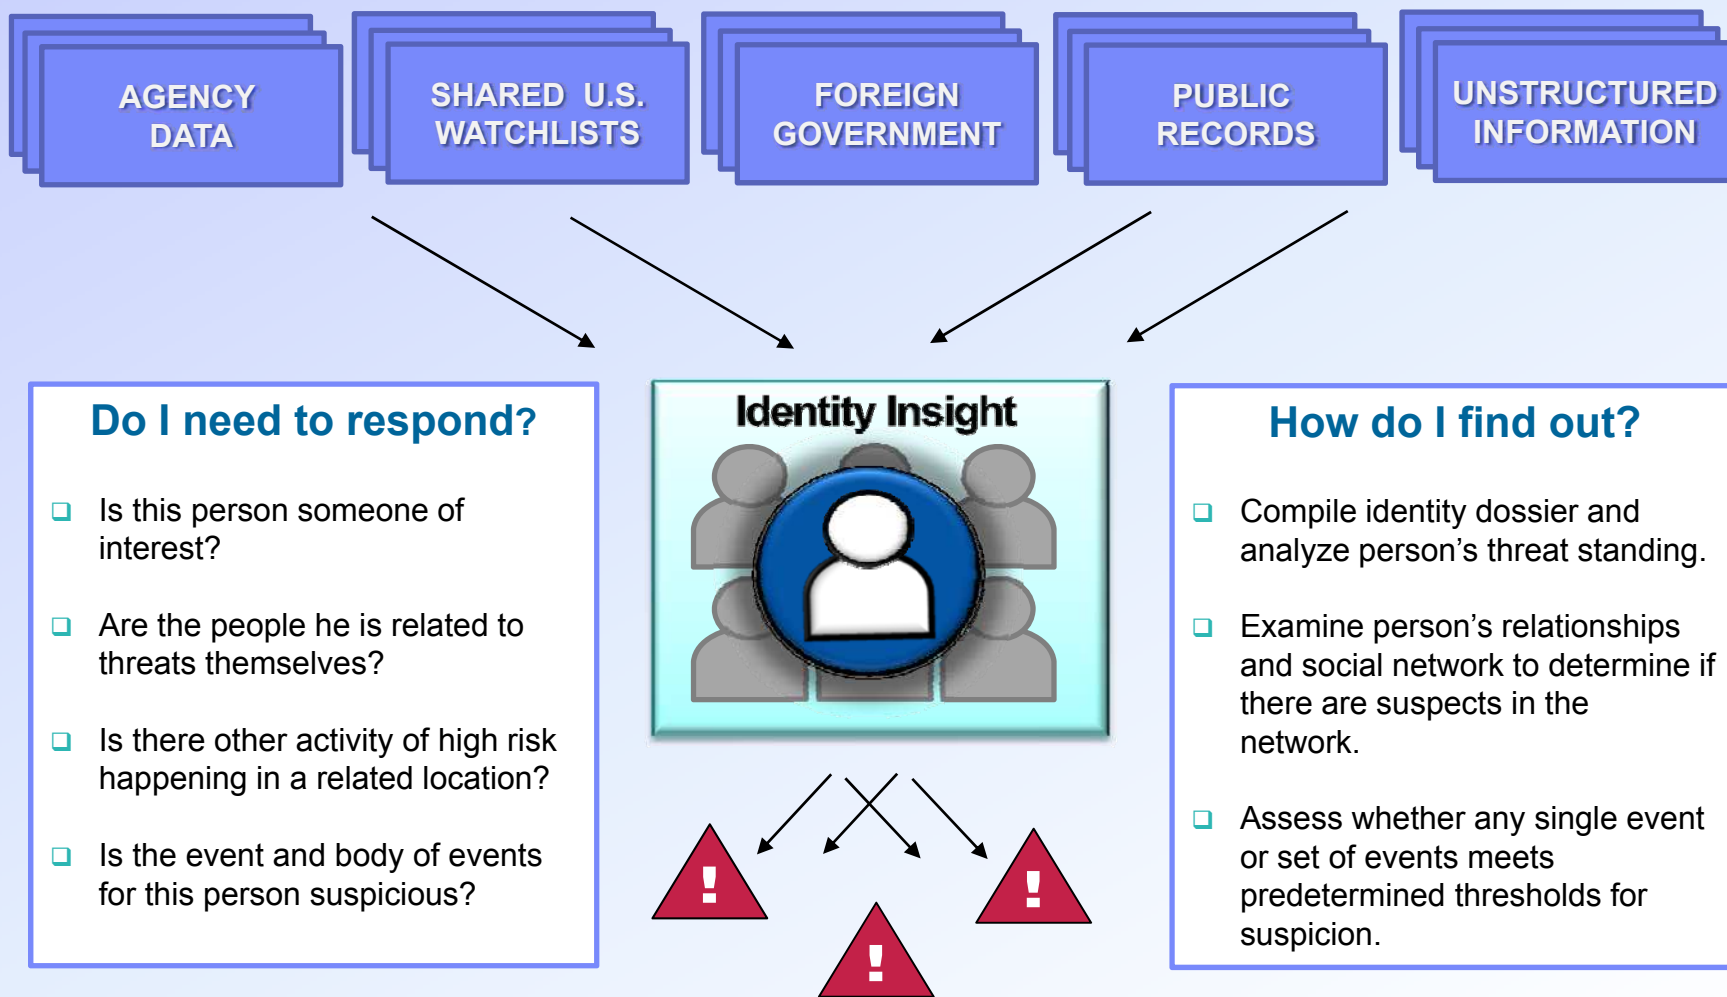 AGENCY
DATA
SHARED U.S.
WATCHLISTS
FOREIGN
GOVERNMENT
PUBLIC
RECORDS
UNSTRUCTURED
INFORMATION
Do I need to respond?
Is this person someone of
interest?
Are the people he is related to
threats themselves?
Is there other activity of high risk
happening in a related location?
Is the event and body of events
for this person suspicious?
Identity Insight
!
!
!
How do I find out?
Compile identity dossier and
analyze person’s threat standing.
Examine person’s relationships
and social network to determine if
there are suspects in the
network.
Assess whether any single event
or set of events meets
predetermined thresholds for
suspicion.